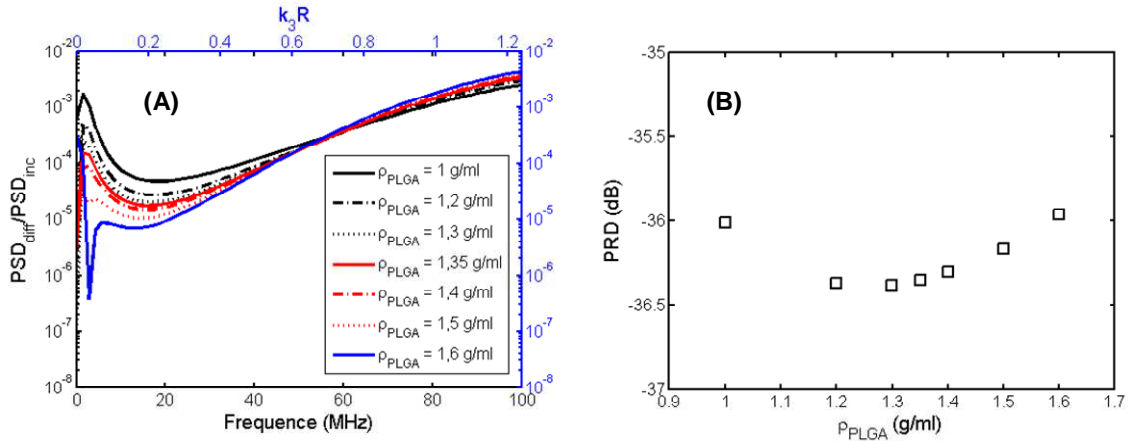 k3R
0 0.2 0.4 0.6 0.8 1 1.2
10-2 10-2
10-3 10-3
10-4 10-4
10-5 10-5
10-6 10-6
10-7 10-7
10-8 10-8
PSDdiff/PSDinc
(A)
ρPLGA = 1 g/ml
ρPLGA = 1,2 g/ml
ρPLGA = 1,3 g/ml
ρPLGA = 1,35 g/ml
ρPLGA = 1,4 g/ml
ρPLGA = 1,5 g/ml
ρPLGA = 1,6 g/ml
0 20 40 60 80 100
Frequence (MHz)
(B)
PRD (dB)
-35
-35.5
-36
-36.5
-37
0.9 1 1.1 1.2 1.3 1.4 1.5 1.6 1.7
ρPLGA (g/ml)